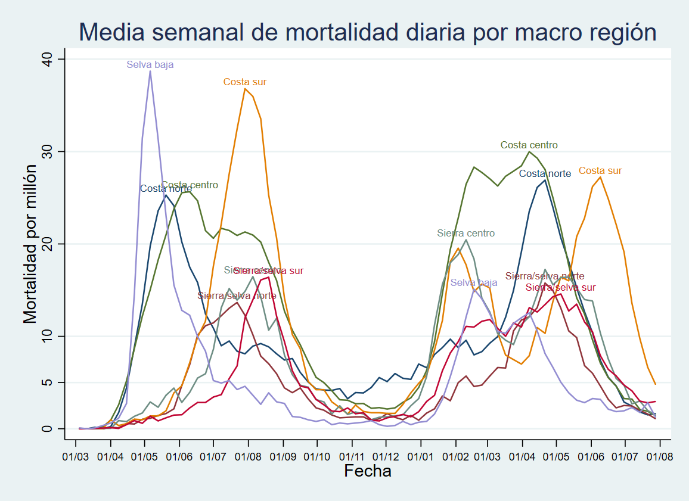 Media semanal de mortalidad diaria por macro región
Mortalidad por millón
40
30
20
10
5
0
Selva baja
Costa sur
Costa norte
Costa centro
Sierra/selva norte
Sierra/selva sur
Costa centro
Costa norte
Costa sur
Sierra centro
Selva baja
Sierra/selva norte
Sierra/selva sur
01/03 01/04 01/05 01/06 01/07 01/08 01/09 01/10 01/11 01/12 01/01 01/02 01/03 01/04 01/05 01/06 01/07 01/08
Fecha